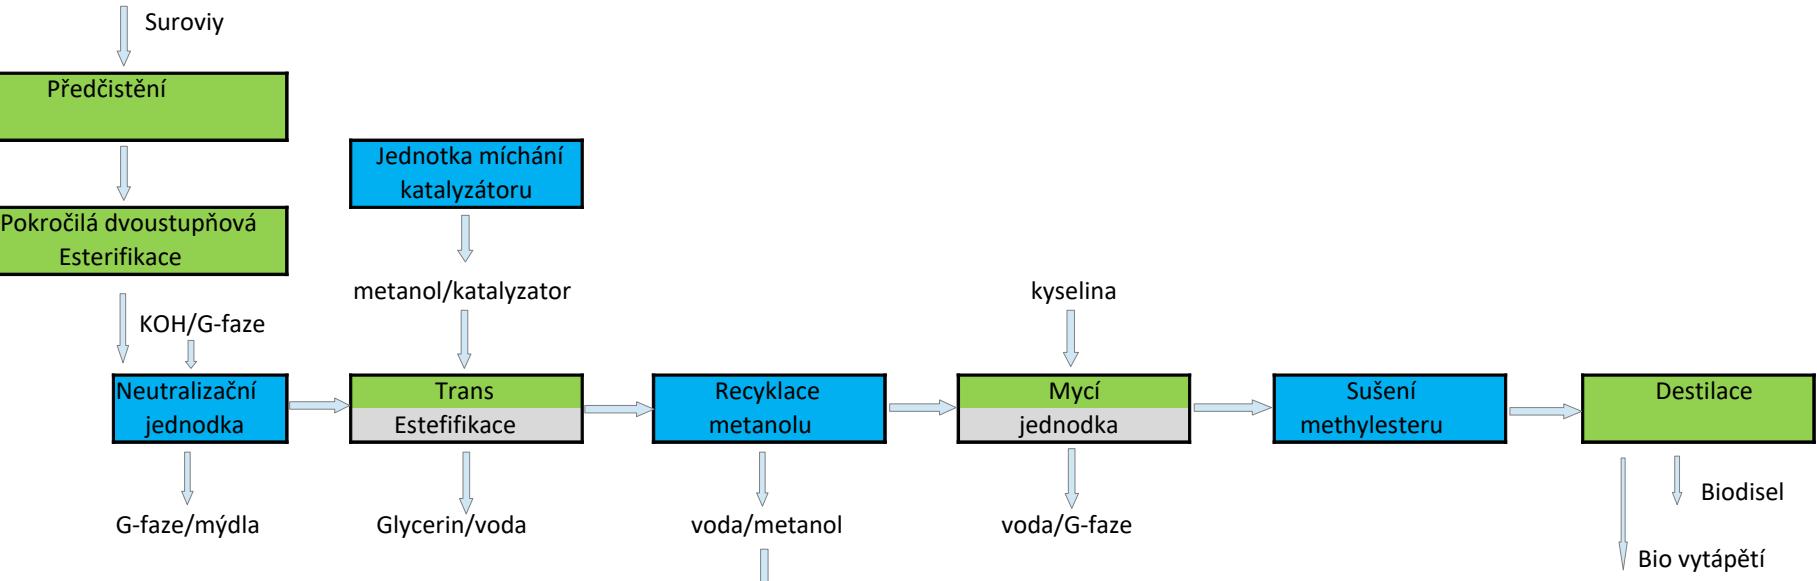 Suroviy
Předčistění
Jednotka míchání
katalyzátoru
Pokročilá dvoustupňová
Esterifikace
metanol/katalyzator
kyselina
KOH/G-faze
Neutralizační
jednodka
Trans
Estefifikace
Recyklace
metanolu
Mycí
jednodka
Sušení
methylesteru
Destilace
G-faze/mýdla
Glycerin/voda
voda/metanol
voda/G-faze
Biodisel
Bio vytápětí